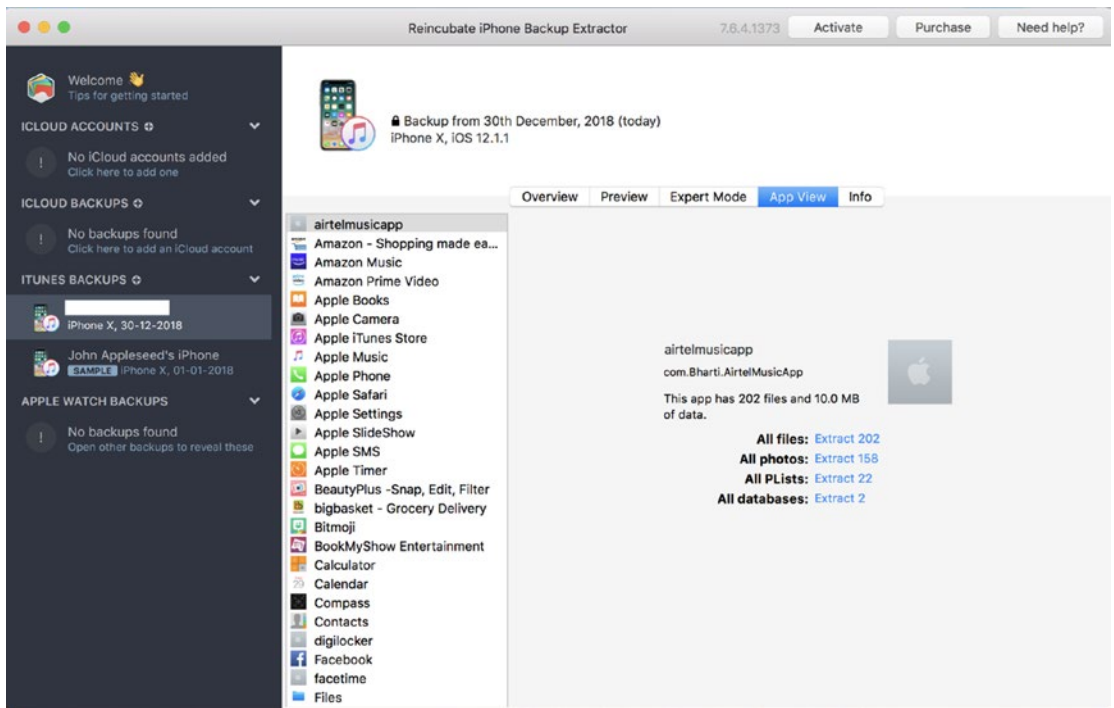 Reincubate iPhone Backup Extractor
7.6.4.1373
Activate
Purchase
Need help?
Welcome 👋
Tips for getting started
ICLOUD ACCOUNTS
No iCloud accounts added
Click here to add one
ICLOUD BACKUPS
No backups found
Click here to add an iCloud account
ITUNES BACKUPS
iPhone X, 30-12-2018
John Appleseed's iPhone
SAMPLE iPhone X, 01-01-2018
APPLE WATCH BACKUPS
No backups found
Open other backups to reveal these
Backup from 30th December, 2018 (today)
iPhone X, iOS 12.1.1
Overview
Preview
Expert Mode
App View
Info
airtelmusicapp
Amazon - Shopping made ea...
Amazon Music
Amazon Prime Video
Apple Books
Apple Camera
Apple iTunes Store
Apple Music
Apple Phone
Apple Safari
Apple Settings
Apple SlideShow
Apple SMS
Apple Timer
BeautyPlus -Snap, Edit, Filter
bigbasket - Grocery Delivery
Bitmoji
BookMyShow Entertainment
Calculator
Calendar
Compass
Contacts
digilocker
Facebook
facetime
Files
airtelmusicapp
com.Bharti.AirtelMusicApp
This app has 202 files and 10.0 MB
of data.
All files: Extract 202
All photos: Extract 158
All PLists: Extract 22
All databases: Extract 2